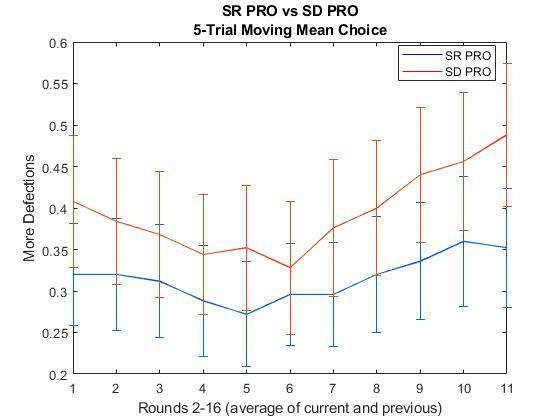 SR PRO vs SD PRO
5-Trial Moving Mean Choice
SR PRO
SD PRO
More Defections
0.6
0.55
0.5
0.45
0.4
0.35
0.3
0.25
0.2
1 2 3 4 5 6 7 8 9 10 11
Rounds 2-16 (average of current and previous)